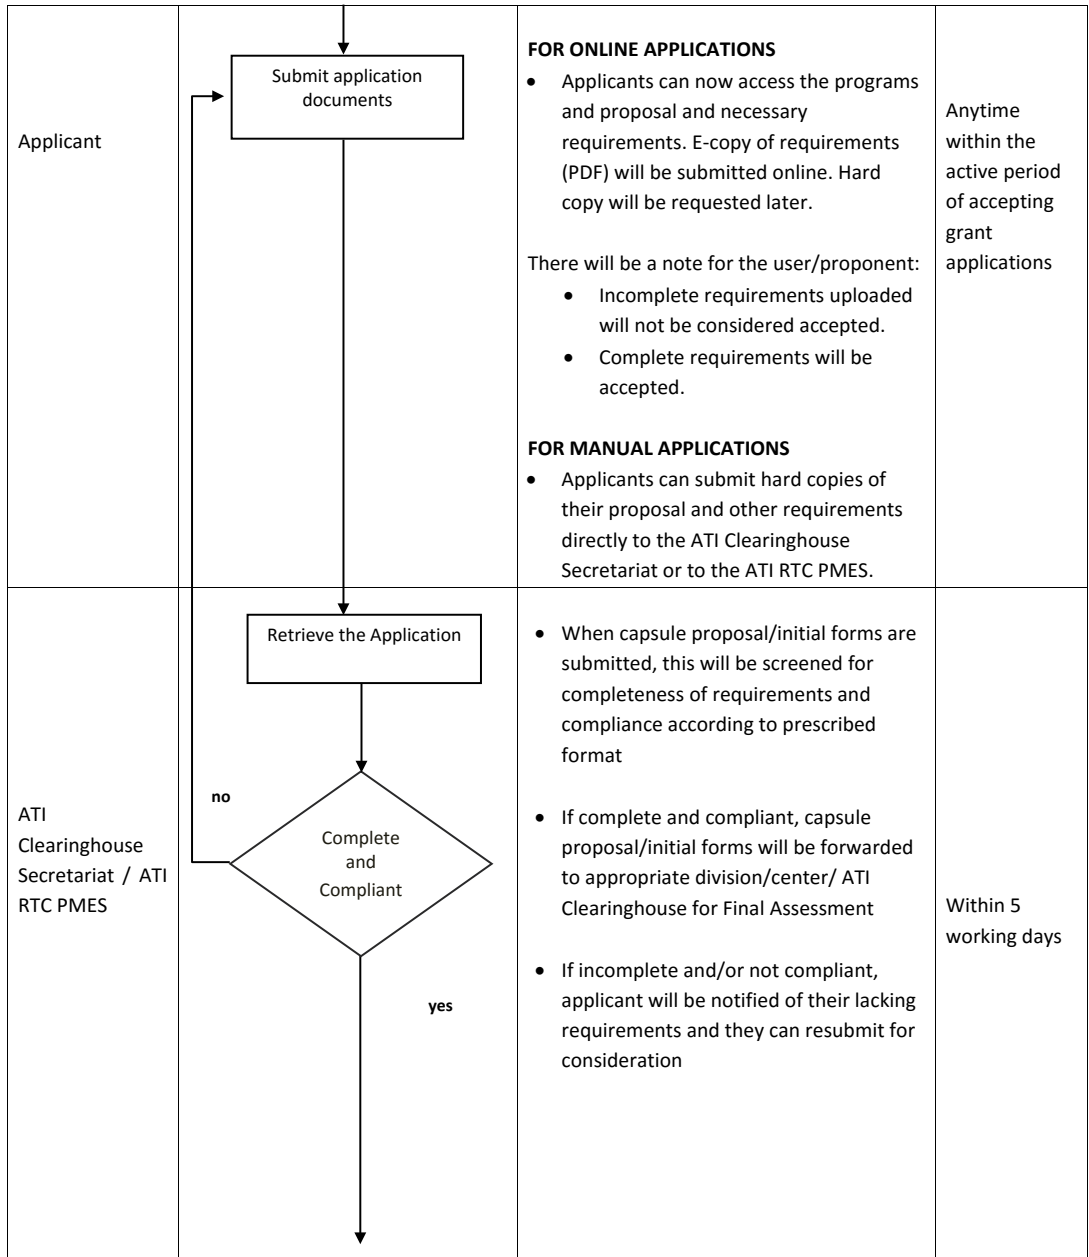 Applicant
Submit application
documents
FOR ONLINE APPLICATIONS
• Applicants can now access the programs
and proposal and necessary
requirements. E-copy of requirements
(PDF) will be submitted online. Hard
copy will be requested later.
There will be a note for the user/proponent:
• Incomplete requirements uploaded
will not be considered accepted.
• Complete requirements will be
accepted.
FOR MANUAL APPLICATIONS
• Applicants can submit hard copies of
their proposal and other requirements
directly to the ATI Clearinghouse
Secretariat or to the ATI RTC PMES.
Anytime
within the
active period
of accepting
grant
applications
ATI
Clearinghouse
Secretariat / ATI
RTC PMES
Retrieve the Application
no
Complete
and
Compliant
yes
• When capsule proposal/initial forms are
submitted, this will be screened for
completeness of requirements and
compliance according to prescribed
format
• If complete and compliant, capsule
proposal/initial forms will be forwarded
to appropriate division/center/ ATI
Clearinghouse for Final Assessment
• If incomplete and/or not compliant,
applicant will be notified of their lacking
requirements and they can resubmit for
consideration
Within 5
working days